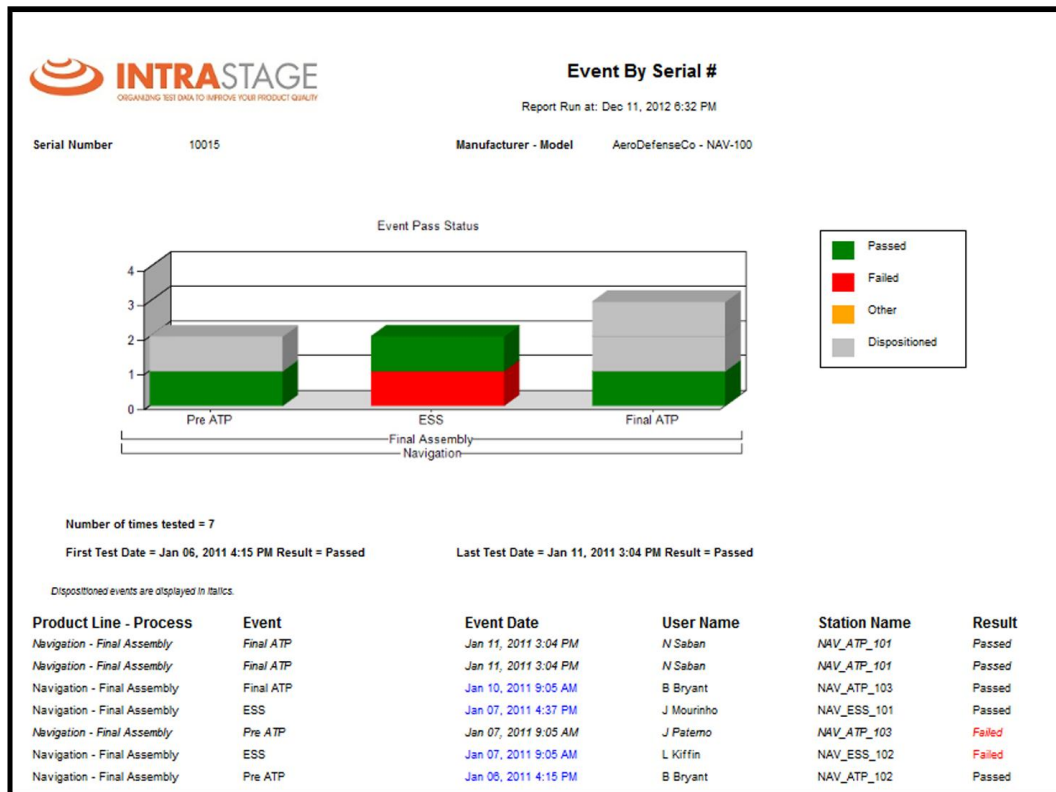 INTRASTAGE
ORGANIZING TEST DATA TO IMPROVE YOUR PRODUCT QUALITY
Event By Serial #
Report Run at: Dec 11, 2012 6:32 PM
Serial Number 10015 Manufacturer - Model AeroDefenseCo - NAV-100
Event Pass Status
4
3
2
1
0
Pre ATP ESS Final ATP
Final Assembly
Navigation
Passed
Failed
Other
Dispositioned
Number of times tested = 7
First Test Date = Jan 06, 2011 4:15 PM Result = Passed Last Test Date = Jan 11, 2011 3:04 PM Result = Passed
Dispositioned events are displayed in italics.
Product Line - Process Event Event Date User Name Station Name Result
Navigation - Final Assembly Final ATP Jan 11, 2011 3:04 PM N Saban NAV_ATP_101 Passed
Navigation - Final Assembly Final ATP Jan 11, 2011 3:04 PM N Saban NAV_ATP_101 Passed
Navigation - Final Assembly Final ATP Jan 10, 2011 9:05 AM B Bryant NAV_ATP_103 Passed
Navigation - Final Assembly ESS Jan 07, 2011 4:37 PM J Mourinho NAV_ESS_101 Passed
Navigation - Final Assembly Pre ATP Jan 07, 2011 9:05 AM J Paterno NAV_ATP_103 Failed
Navigation - Final Assembly ESS Jan 07, 2011 9:05 AM L Kiffin NAV_ESS_102 Failed
Navigation - Final Assembly Pre ATP Jan 06, 2011 4:15 PM B Bryant NAV_ATP_102 Passed